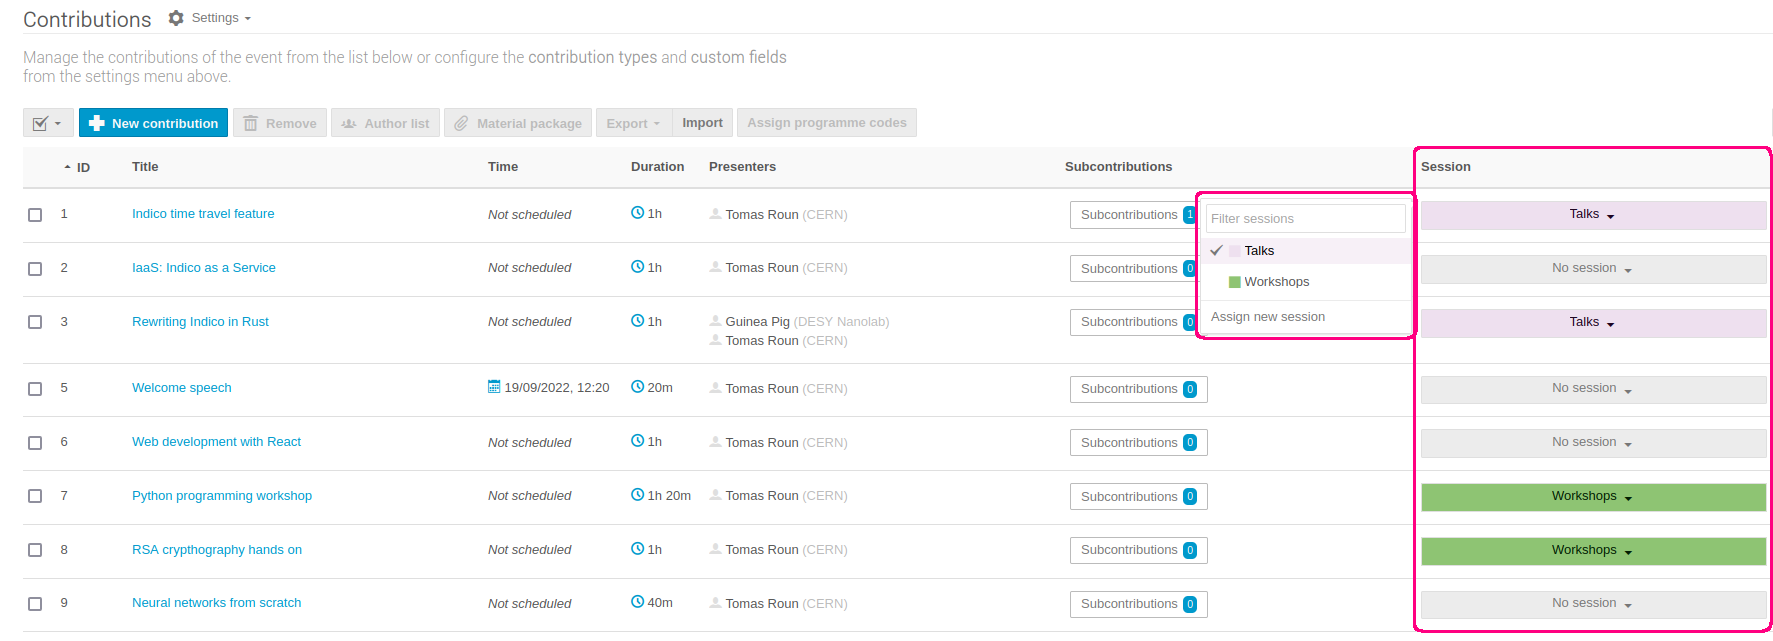 Contributions Settings
Manage the contributions of the event from the list below or configure the contribution types and custom fields
from the settings menu above.
New contribution Remove Author list Material package Export Import Assign programme codes
ID Title Time Duration Presenters Subcontributions Session
1 Indico time travel feature Not scheduled 1h Tomas Roun (CERN) Subcontributions 1 Talks
Filter sessions
Talks
Workshops
Assign new session
2 IaaS: Indico as a Service Not scheduled 1h Tomas Roun (CERN) Subcontributions 0 No session
3 Rewriting Indico in Rust Not scheduled 1h Guinea Pig (DESY Nanolab) Subcontributions 0 Talks
Tomas Roun (CERN)
5 Welcome speech 19/09/2022, 12:20 20m Tomas Roun (CERN) Subcontributions 0 No session
6 Web development with React Not scheduled 1h Tomas Roun (CERN) Subcontributions 0 No session
7 Python programming workshop Not scheduled 1h 20m Tomas Roun (CERN) Subcontributions 0 Workshops
8 RSA crypthography hands on Not scheduled 1h Tomas Roun (CERN) Subcontributions 0 Workshops
9 Neural networks from scratch Not scheduled 40m Tomas Roun (CERN) Subcontributions 0 No session